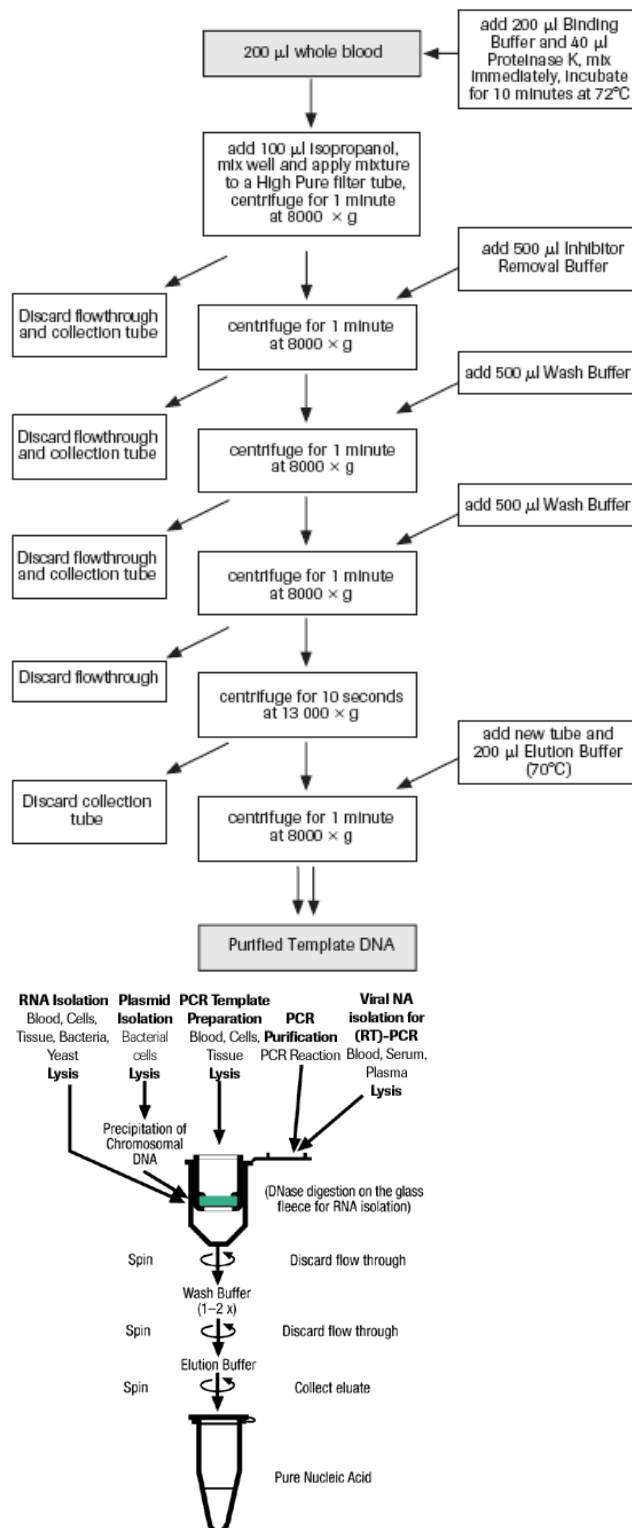 200 µl whole blood
add 200 µl Binding
Buffer and 40 µl
Proteinase K, mix
immediately, incubate
for 10 minutes at 72°C
add 100 µl isopropanol,
mix well and apply mixture
to a High Pure filter tube,
centrifuge for 1 minute
at 8000 × g
add 500 µl Inhibitor
Removal Buffer
Discard flowthrough
and collection tube
centrifuge for 1 minute
at 8000 × g
add 500 µl Wash Buffer
Discard flowthrough
and collection tube
centrifuge for 1 minute
at 8000 × g
add 500 µl Wash Buffer
Discard flowthrough
and collection tube
centrifuge for 1 minute
at 8000 × g
Discard flowthrough
centrifuge for 10 seconds
at 13 000 × g
add new tube and
200 µl Elution Buffer
(70°C)
Discard collection
tube
centrifuge for 1 minute
at 8000 × g
Purified Template DNA
RNA Isolation
Blood, Cells,
Tissue, Bacteria,
Yeast
Lysis
Plasmid
Isolation
Bacterial
cells
Lysis
PCR Template
Preparation
Blood, Cells,
Tissue
Lysis
PCR
Purification
PCR Reaction
Viral NA
isolation for
(RT)-PCR
Blood, Serum,
Plasma
Lysis
Precipitation of
Chromosomal
DNA
(DNase digestion on the glass
fleece for RNA isolation)
Spin
Discard flow through
Wash Buffer
(1–2 x)
Spin
Discard flow through
Elution Buffer
Spin
Collect eluate
Pure Nucleic Acid